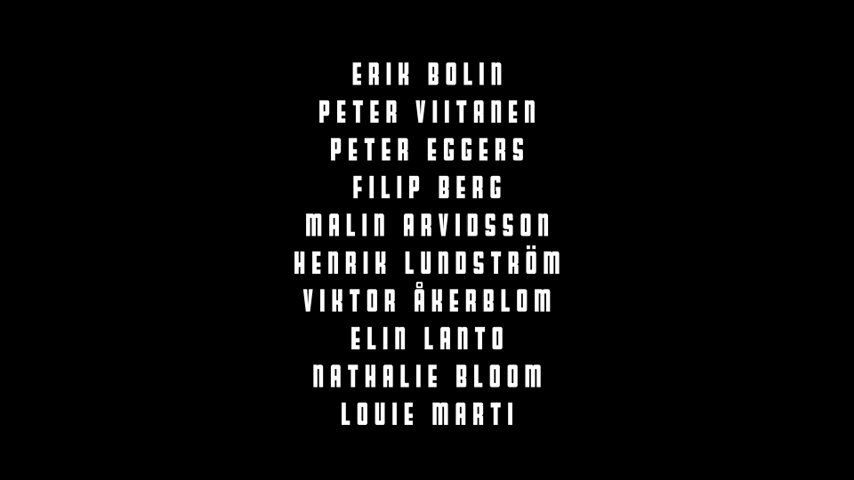 ERIK BOLIN
PETER VIITANEN
PETER EGGERS
FILIP BERG
MALIN ARVIDSSON
HENRIK LUNDSTRÖM
VIKTOR ÅKERBLOM
ELIN LANTO
NATHALIE BLOOM
LOUIE MARTI